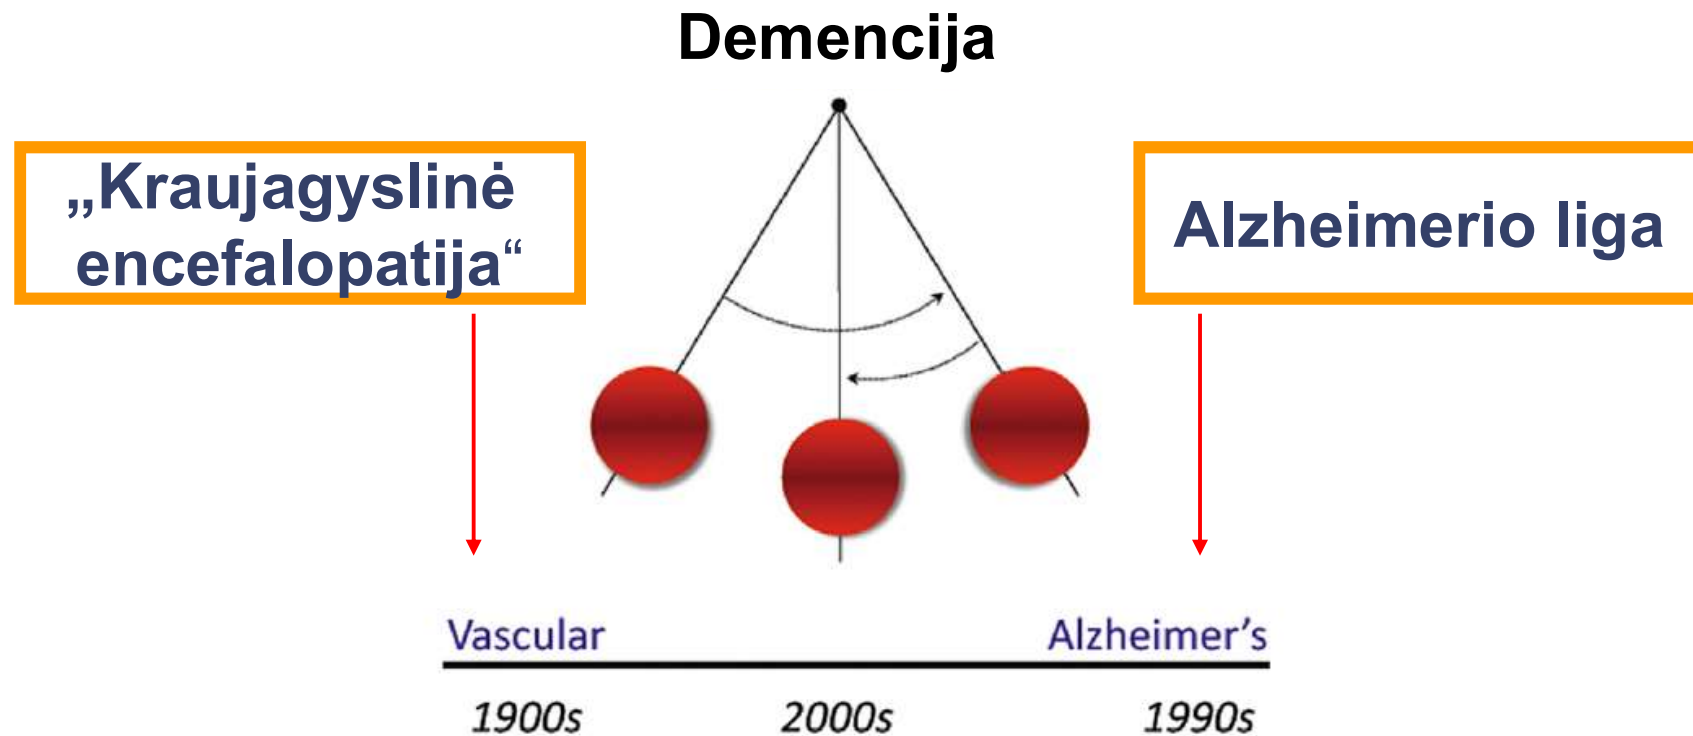 Demencija
„Kraujagyslinė
encefalopatija“
Alzheimerio liga
Vascular
Alzheimer’s
1900s
2000s
1990s